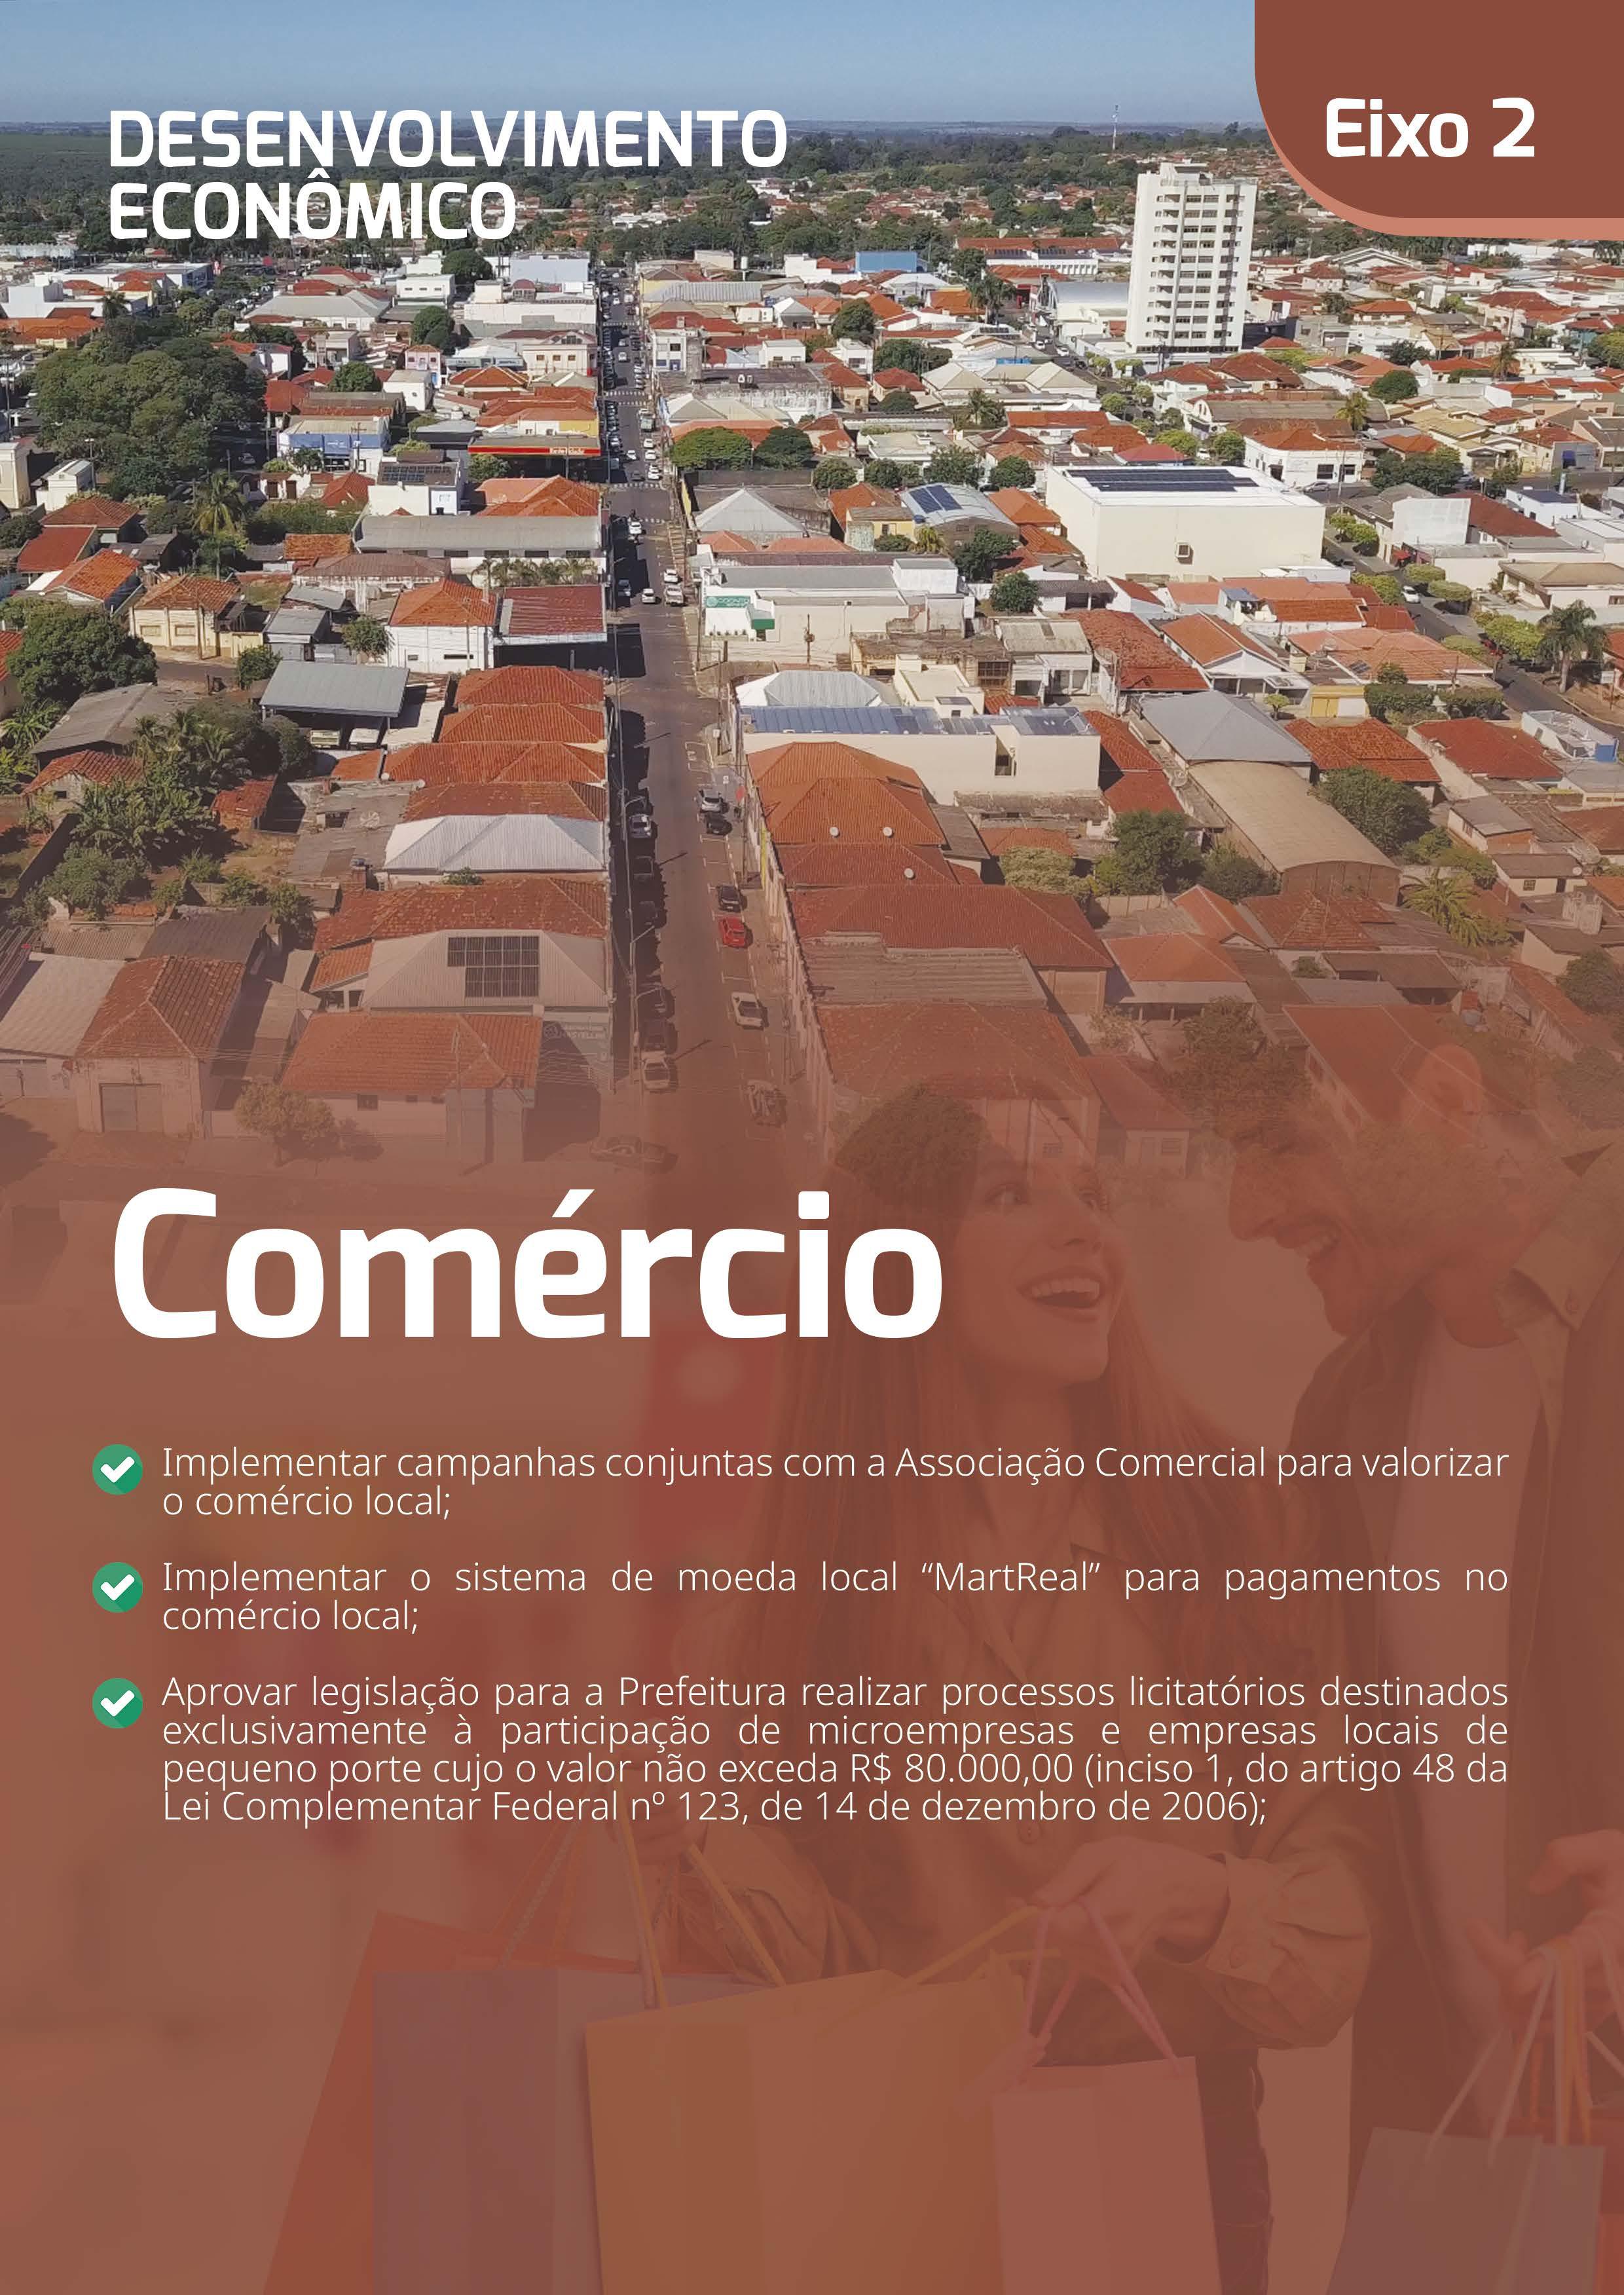 DESENVOLVIMENTO
ECONÔMICO
Eixo 2
Comércio
Implementar campanhas conjuntas com a Associação Comercial para valorizar
o comércio local;
Implementar o sistema de moeda local “MartReal” para pagamentos no
comércio local;
Aprovar legislação para a Prefeitura realizar processos licitatórios destinados
exclusivamente à participação de microempresas e empresas locais de
pequeno porte cujo o valor não exceda R$ 80.000,00 (inciso 1, do artigo 48 da
Lei Complementar Federal nº 123, de 14 de dezembro de 2006);